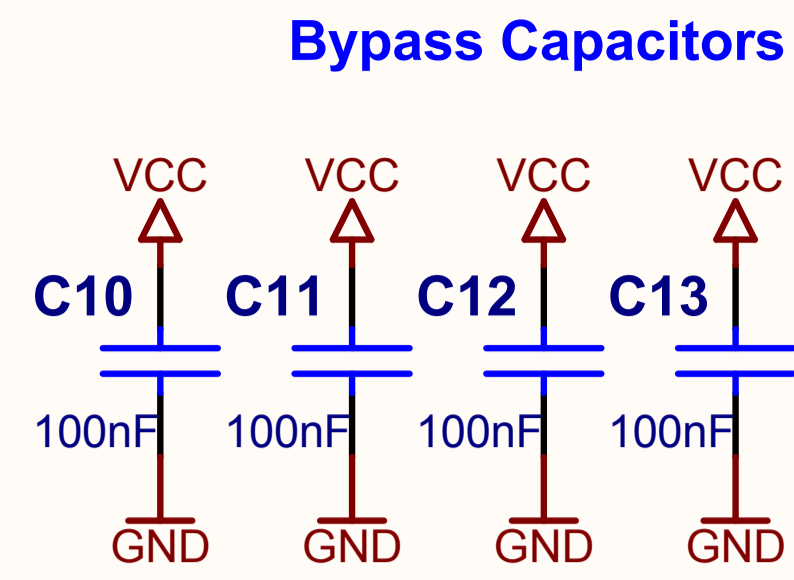 Bypass Capacitors
VCC VCC VCC VCC
C10 C11 C12 C13
100nF 100nF 100nF 100nF
GND GND GND GND